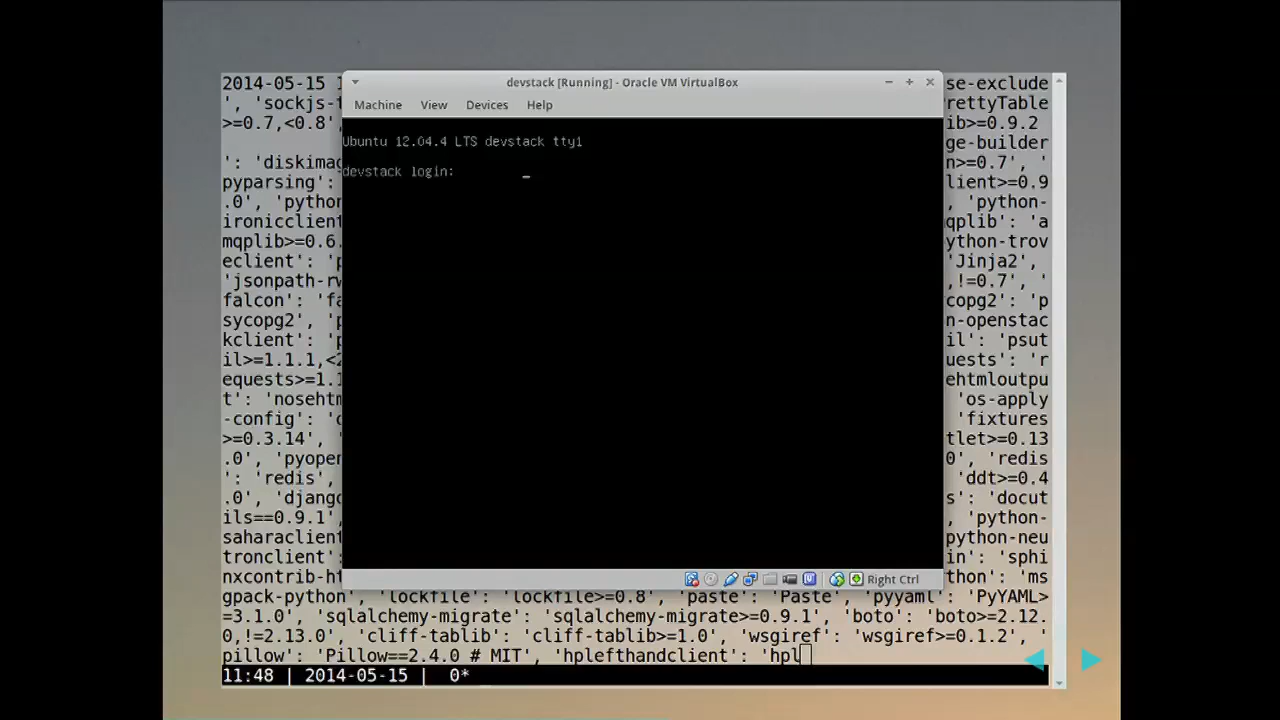 devstack [Running] - Oracle VM VirtualBox
Machine View Devices Help
Ubuntu 12.04.4 LTS devstack tty1
devstack login: _
Right Ctrl
2014-05-15 1 se-exclude
', 'sockjs-t rettyTable
>=0.7,<0.8' ib>=0.9.2
ge-builder
': 'diskima n>=0.7', '
pyparsing' client>=0.9
.0', 'python , 'python-
ironicclient qplib': 'a
mqplib>=0.6. ython-trov
eclient': 'p 'Jinja2',
'jsonpath-rw ,!=0.7', '
falcon': 'fa copg2': 'p
sycopg2', 'p n-openstac
kclient': 'p il': 'psut
il>=1.1.1,<2 uests': 'r
equests>=1.1 ehtmloutpu
t': 'nosehtm 'os-apply
-config': 'o 'fixtures
>=0.3.14', ' tlet>=0.13
.0', 'pyopen 0', 'redis
': 'redis', 'ddt>=0.4
.0', 'django s': 'docut
ils==0.9.1' , 'python-
saharaclient python-neu
tronclient': in': 'sphi
nxcontrib-ht thon': 'ms
gpack-python', 'lockfile': 'lockfile>=0.8', 'paste': 'Paste', 'pyyaml': 'PyYAML>
=3.1.0', 'sqlalchemy-migrate': 'sqlalchemy-migrate>=0.9.1', 'boto': 'boto>=2.12.
0,!=2.13.0', 'cliff-tablib': 'cliff-tablib>=1.0', 'wsgiref': 'wsgiref>=0.1.2', '
pillow': 'Pillow==2.4.0 # MIT', 'hplefthandclient': 'hpl
11:48 | 2014-05-15 | 0*